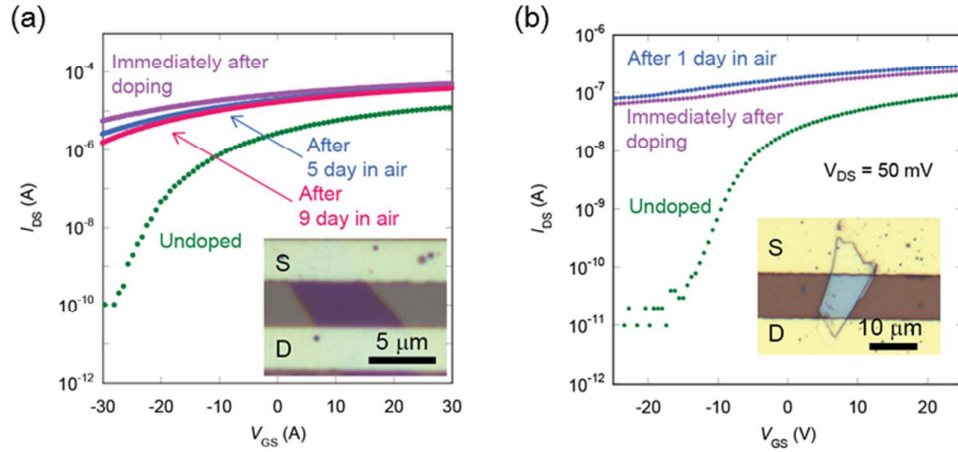 (a)
10^-4
10^-6
10^-8
10^-10
10^-12
I_DS (A)
Immediately after
doping
After
5 day in air
After
9 day in air
Undoped
S
D
5 μm
-30
-20
-10
0
10
20
30
V_GS (A)
(b)
10^-6
10^-7
10^-8
10^-9
10^-10
10^-11
10^-12
I_DS (A)
After 1 day in air
Immediately after
doping
V_DS = 50 mV
Undoped
S
D
10 μm
-20
-10
0
10
20
V_GS (V)